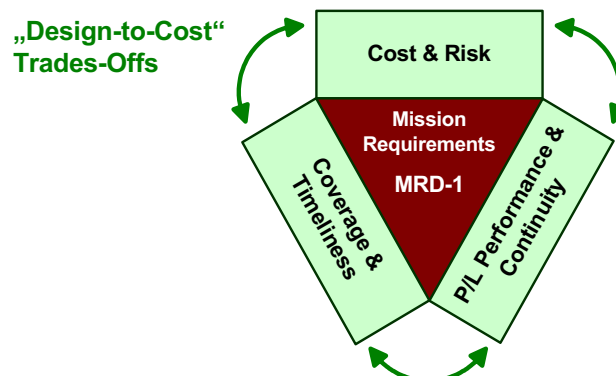 „Design-to-Cost“
Trades-Offs
Cost & Risk
Mission
Requirements
MRD-1
Coverage &
Timeliness
P/L Performance &
Continuity